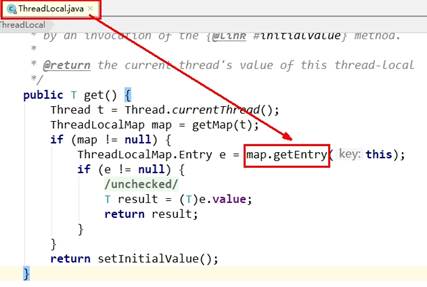 ThreadLocal.java ×
ThreadLocal
* by an invocation of the {@link #initialValue} method.
*
* @return the current thread's value of this thread-local
*/
public T get() {
Thread t = Thread.currentThread();
ThreadLocalMap map = getMap(t);
if (map != null) {
ThreadLocalMap.Entry e = map.getEntry( key: this);
if (e != null) {
/unchecked/
T result = (T)e.value;
return result;
}
}
return setInitialValue();
}